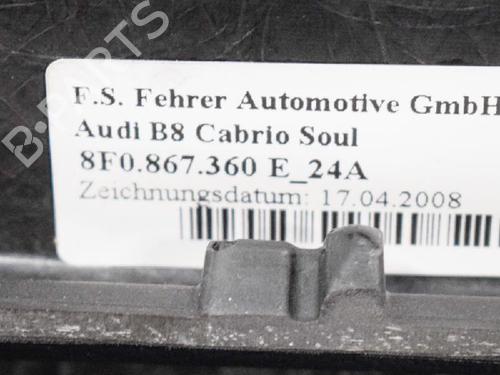 B-PARTS
F.S. Fehrer Automotive GmbH
Audi B8 Cabrio Soul
8F0.867.360 E_24A
Zeichnungsdatum: 17.04.2008